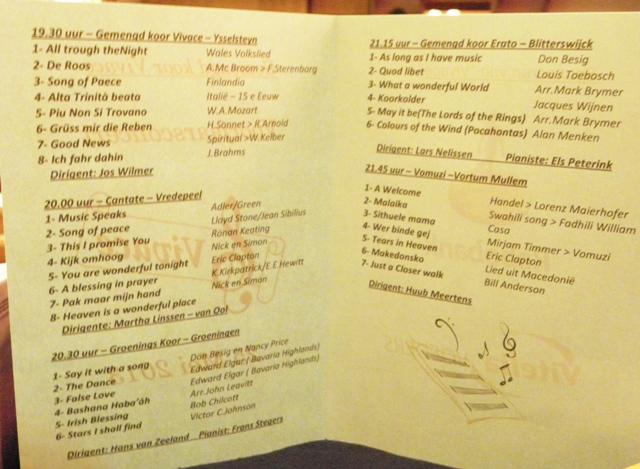 19.30 uur – Gemengd koor Vivace - Ysselsteyn
1- All trough theNight Wales Volkslied
2- De Roos A.Mc Broom > F.Sterenborg
3- Song of Paece Finlandia
4- Alta Trinità beata Italië – 15 e Eeuw
5- Piu Non Si Trovano W.A.Mozart
6- Grüss mir die Reben H.Sonnet > R.Arnold
7- Good News Spiritual > W.Kelber
8- Ich fahr dahin J.Brahms
Dirigent: Jos Wilmer
20.00 uur – Cantate - Vredepeel
1- Music Speaks Adler/Green
2- Song of peace Lloyd Stone/Jean Sibilius
3- This I promise You Ronan Keating
4- Kijk omhoog Nick en Simon
5- You are wonderful tonight Eric Clapton
6- A blessing in prayer K.Kirkpatrick/E.E.Hewitt
7- Pak maar mijn hand Nick en Simon
8- Heaven is a wonderful place
Dirigente: Martha Linssen – van Ool
20.30 uur – Groenings Koor – Groeningen
1- Say it with a song Don Besig en Nancy Price
2- The Dance Edward Elgar ( Bavaria Highlands)
3- False Love Edward Elgar ( Bavaria Highlands)
4- Bashana Haba'áh Arr.John Leavitt
5- Irish Blessing Bob Chilcott
6- Stars I shall find Victor C.Johnson
Dirigent: Hans van Zeeland Pianist: Frans Stegers
21.15 uur – Gemengd koor Erato – Blitterswijck
1- As long as I have music Don Besig
2- Quod libet Louis Toebosch
3- What a wonderful World Arr.Mark Brymer
4- Koorkolder Jacques Wijnen
5- May it be(The Lords of the Rings) Arr.Mark Brymer
6- Colours of the Wind (Pocahontas) Alan Menken
Dirigent: Lars Nelissen Pianiste: Els Peterink
21.45 uur – Vomuzi –Vortum Mullem
1- A Welcome Handel > Lorenz Maierhofer
2- Malaika Swahili song > Fadhili William
3- Sithuele mama Casa
4- Wer binde gej Mirjam Timmer > Vomuzi
5- Tears in Heaven Eric Clapton
6- Makedonsko Lied uit Macedonië
7- Just a Closer walk Bill Anderson
Dirigent: Huub Meertens